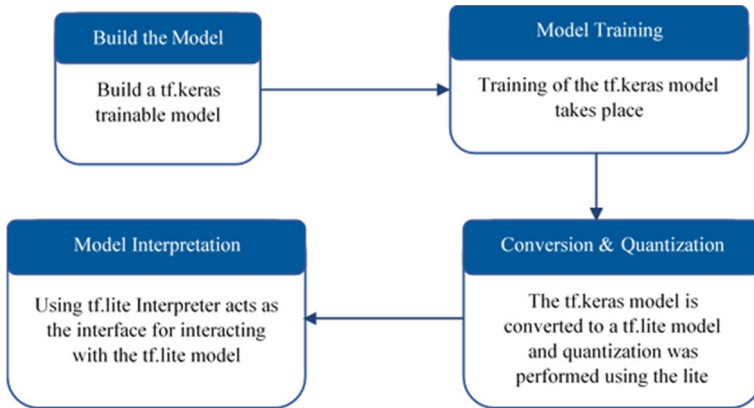 Build the Model
Build a tf.keras
trainable model
Model Training
Training of the tf.keras model
takes place
Conversion & Quantization
The tf.keras model is
converted to a tf.lite model
and quantization was
performed using the lite
Model Interpretation
Using tf.lite Interpreter acts as
the interface for interacting
with the tf.lite model